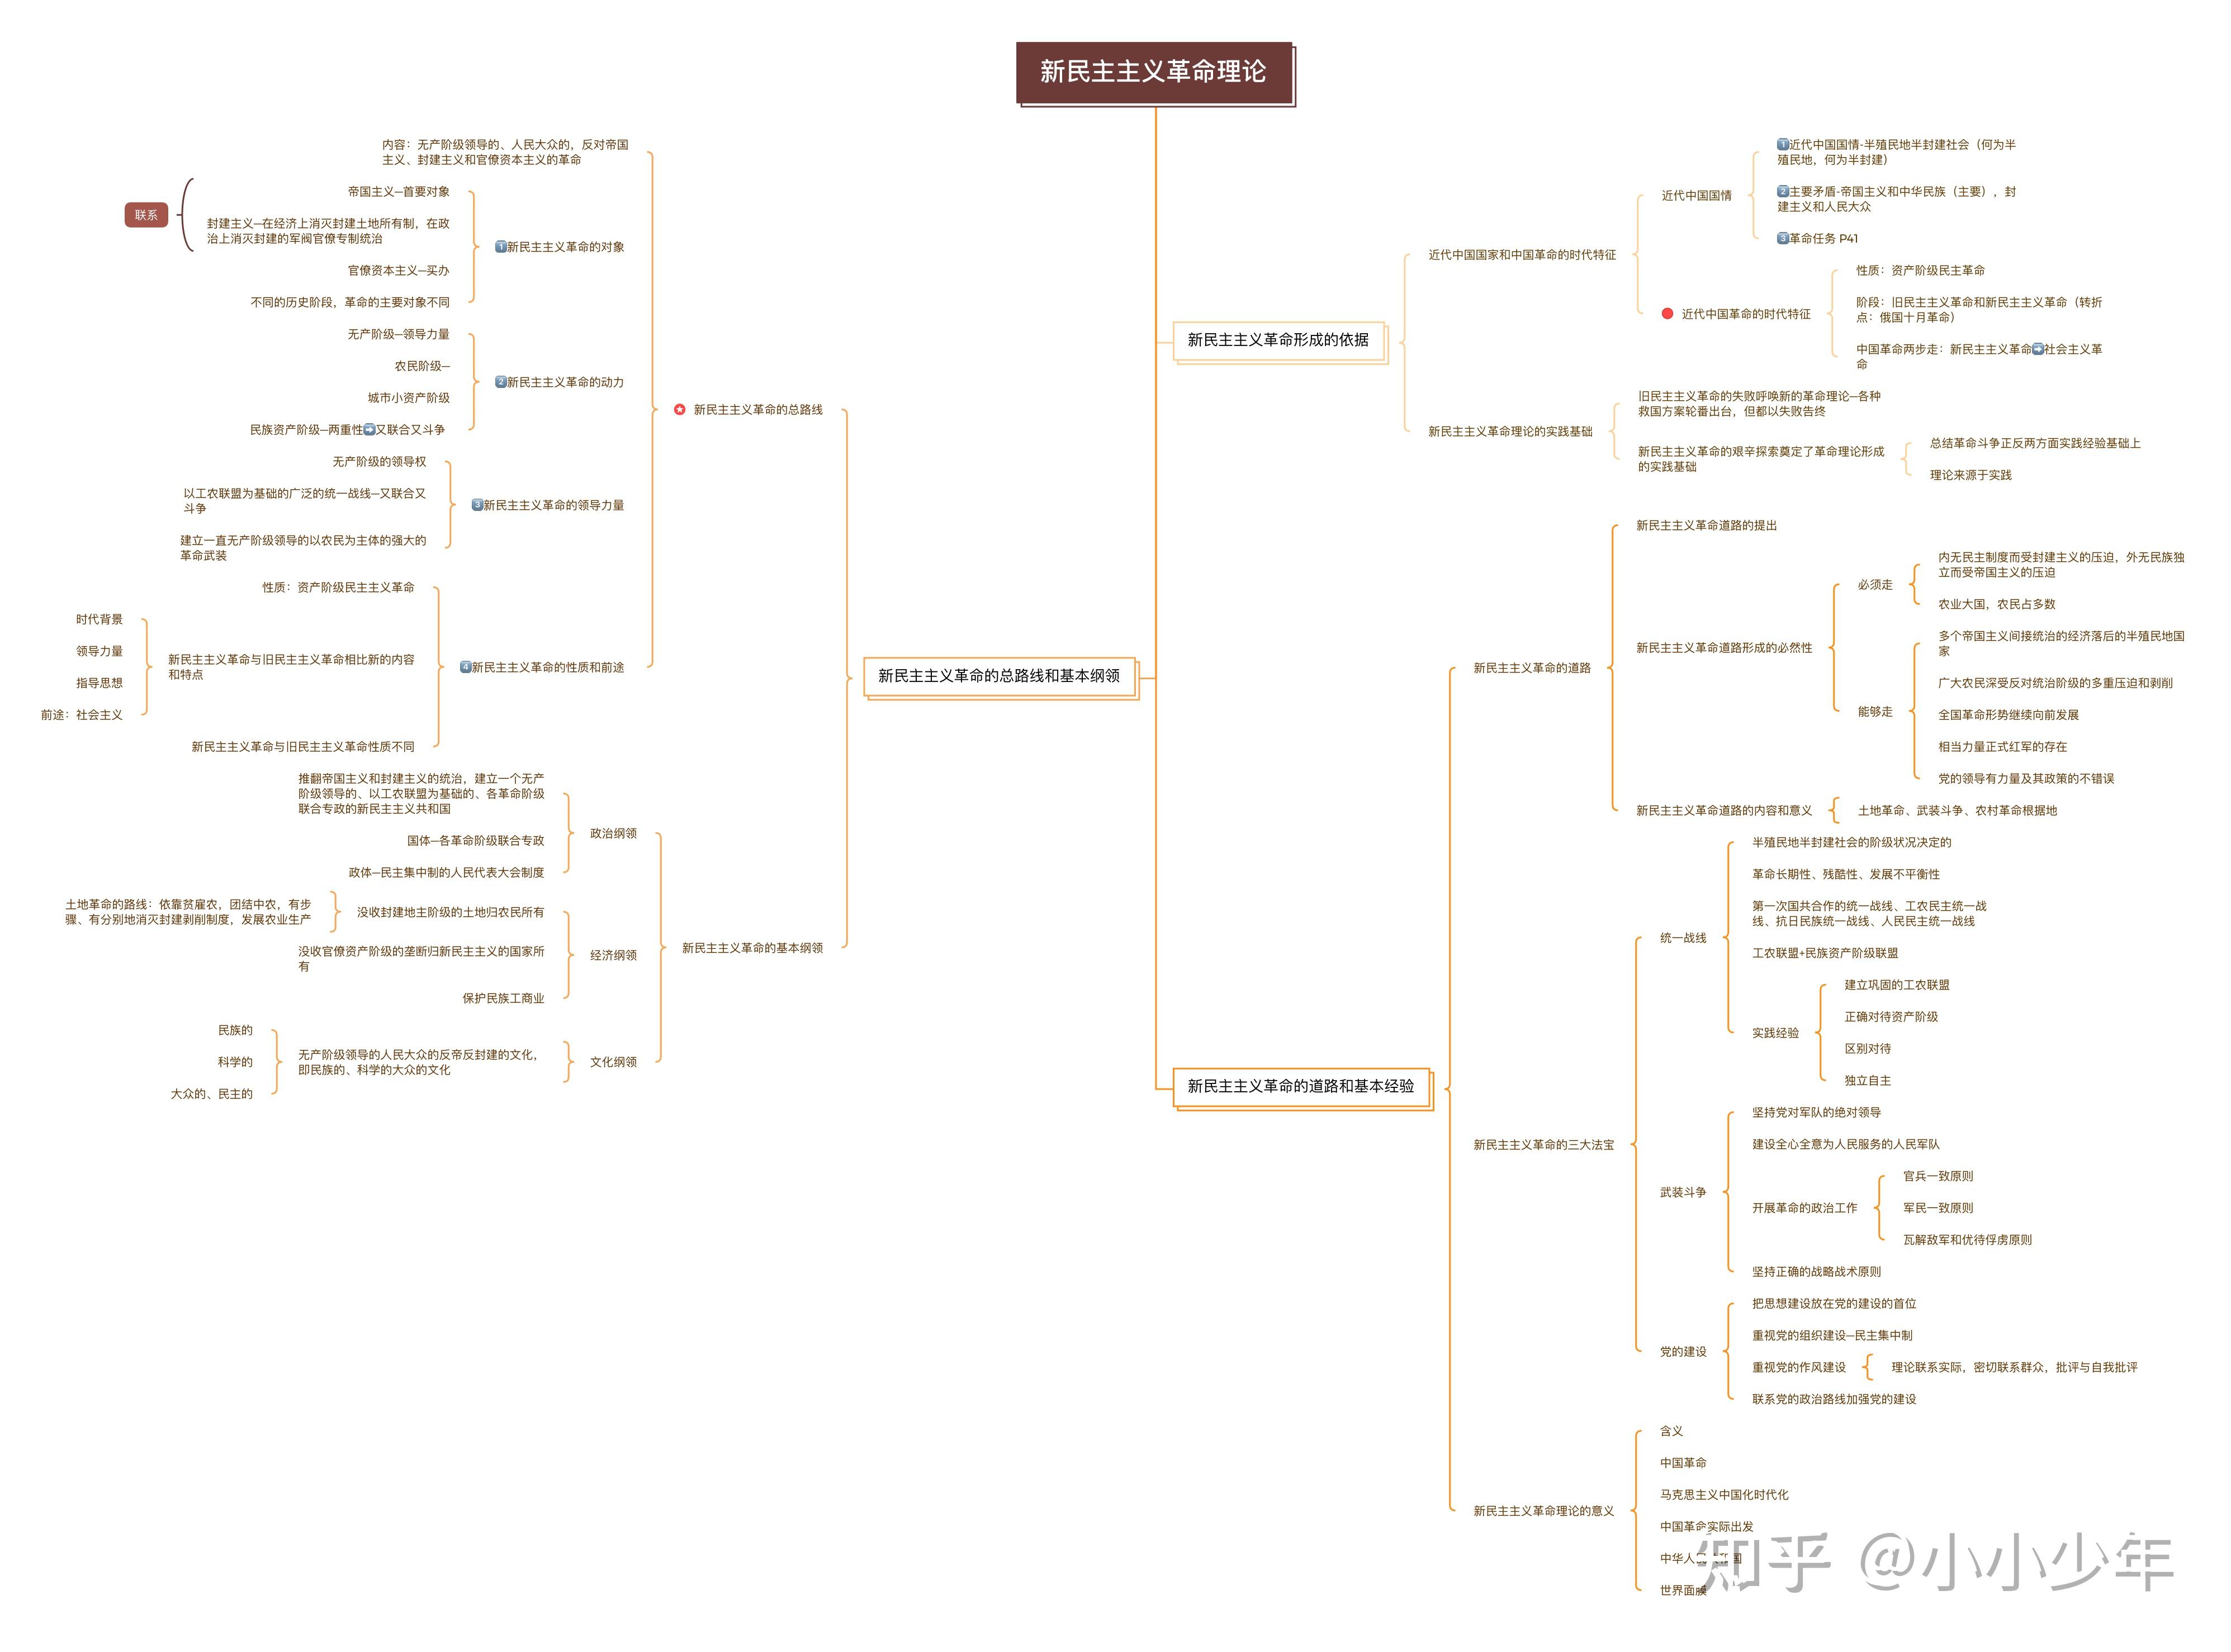 新民主主义革命理论
新民主主义革命形成的依据
近代中国国家和中国革命的时代特征
近代中国国情
1近代中国国情-半殖民地半封建社会（何为半
殖民地，何为半封建）
2主要矛盾-帝国主义和中华民族（主要），封
建主义和人民大众
3革命任务 P41
近代中国革命的时代特征
性质：资产阶级民主革命
阶段：旧民主主义革命和新民主主义革命（转折
点：俄国十月革命）
中国革命两步走：新民主主义革命➡社会主义革
命
新民主主义革命理论的实践基础
旧民主主义革命的失败呼唤新的革命理论—各种
救国方案轮番出台，但都以失败告终
新民主主义革命的艰辛探索奠定了革命理论形成
的实践基础
总结革命斗争正反两方面实践经验基础上
理论来源于实践
新民主主义革命的总路线和基本纲领
新民主主义革命的总路线
内容：无产阶级领导的、人民大众的，反对帝国
主义、封建主义和官僚资本主义的革命
1新民主主义革命的对象
联系
帝国主义—首要对象
封建主义—在经济上消灭封建土地所有制，在政
治上消灭封建的军阀官僚专制统治
官僚资本主义—买办
不同的历史阶段，革命的主要对象不同
2新民主主义革命的动力
无产阶级—领导力量
农民阶级—
城市小资产阶级
民族资产阶级—两重性➡又联合又斗争
3新民主主义革命的领导力量
无产阶级的领导权
以工农联盟为基础的广泛的统一战线—又联合又
斗争
建立一直无产阶级领导的以农民为主体的强大的
革命武装
4新民主主义革命的性质和前途
性质：资产阶级民主主义革命
新民主主义革命与旧民主主义革命相比新的内容
和特点
时代背景
领导力量
指导思想
前途：社会主义
新民主主义革命与旧民主主义革命性质不同
新民主主义革命的基本纲领
政治纲领
推翻帝国主义和封建主义的统治，建立一个无产
阶级领导的、以工农联盟为基础的、各革命阶级
联合专政的新民主主义共和国
国体—各革命阶级联合专政
政体—民主集中制的人民代表大会制度
经济纲领
没收封建地主阶级的土地归农民所有
土地革命的路线：依靠贫雇农，团结中农，有步
骤、有分别地消灭封建剥削制度，发展农业生产
没收官僚资产阶级的垄断归新民主主义的国家所
有
保护民族工商业
文化纲领
无产阶级领导的人民大众的反帝反封建的文化，
即民族的、科学的大众的文化
民族的
科学的
大众的、民主的
新民主主义革命的道路和基本经验
新民主主义革命的道路
新民主主义革命道路的提出
新民主主义革命道路形成的必然性
必须走
内无民主制度而受封建主义的压迫，外无民族独
立而受帝国主义的压迫
农业大国，农民占多数
能够走
多个帝国主义间接统治的经济落后的半殖民地国
家
广大农民深受反对统治阶级的多重压迫和剥削
全国革命形势继续向前发展
相当力量正式红军的存在
党的领导有力量及其政策的不错误
新民主主义革命道路的内容和意义
土地革命、武装斗争、农村革命根据地
新民主主义革命的三大法宝
统一战线
半殖民地半封建社会的阶级状况决定的
革命长期性、残酷性、发展不平衡性
第一次国共合作的统一战线、工农民主统一战
线、抗日民族统一战线、人民民主统一战线
工农联盟+民族资产阶级联盟
实践经验
建立巩固的工农联盟
正确对待资产阶级
区别对待
独立自主
武装斗争
坚持党对军队的绝对领导
建设全心全意为人民服务的人民军队
开展革命的政治工作
官兵一致原则
军民一致原则
瓦解敌军和优待俘虏原则
坚持正确的战略战术原则
党的建设
把思想建设放在党的建设的首位
重视党的组织建设—民主集中制
重视党的作风建设
理论联系实际，密切联系群众，批评与自我批评
联系党的政治路线加强党的建设
新民主主义革命理论的意义
含义
中国革命
马克思主义中国化时代化
中国革命实际出发
中华人民共和国
世界面貌
知乎 @小小少年